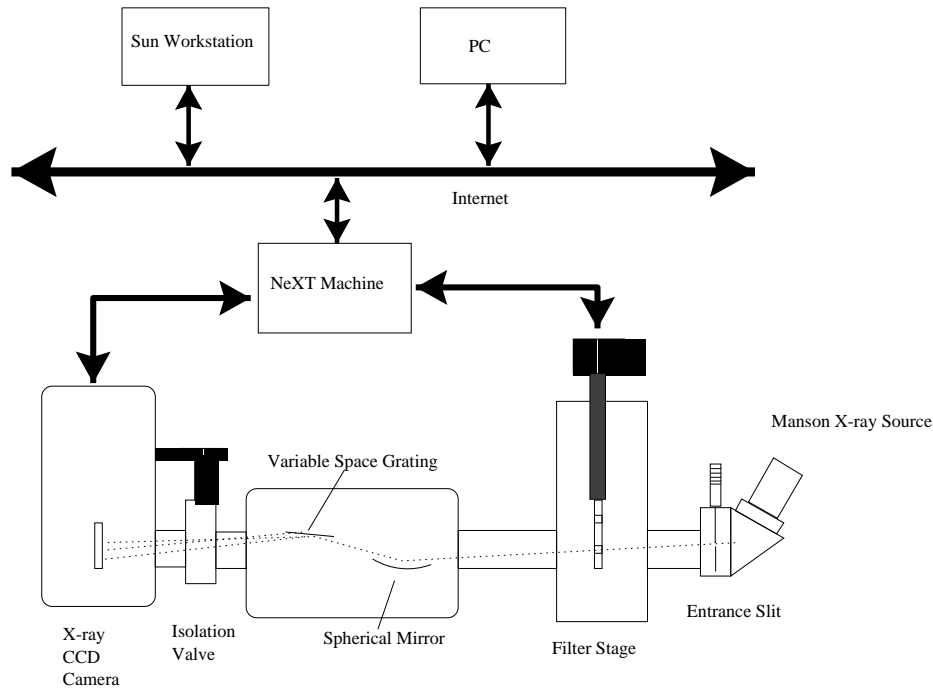 Sun Workstation
PC
Internet
NeXT Machine
Manson X-ray Source
Variable Space Grating
Entrance Slit
Spherical Mirror
Filter Stage
Isolation
Valve
X-ray
CCD
Camera